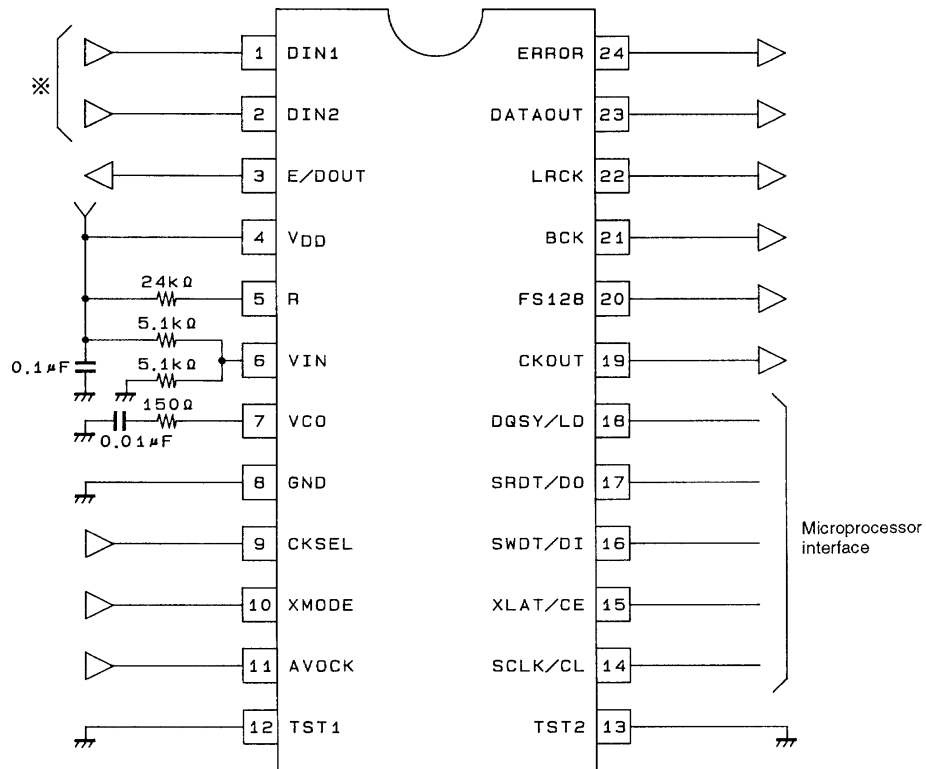 1 DIN1 ERROR 24
※
2 DIN2 DATAOUT 23
3 E/DOUT LRCK 22
4 VDD BCK 21
24kΩ
5 R FS128 20
5.1kΩ
0.1μF
6 VIN CKOUT 19
5.1kΩ
150Ω
7 VCO DQSY/LD 18
0.01μF
8 GND SRDT/DO 17
9 CKSEL SWDT/DI 16
Microprocessor
interface
10 XMODE XLAT/CE 15
11 AVOCK SCLK/CL 14
12 TST1 TST2 13